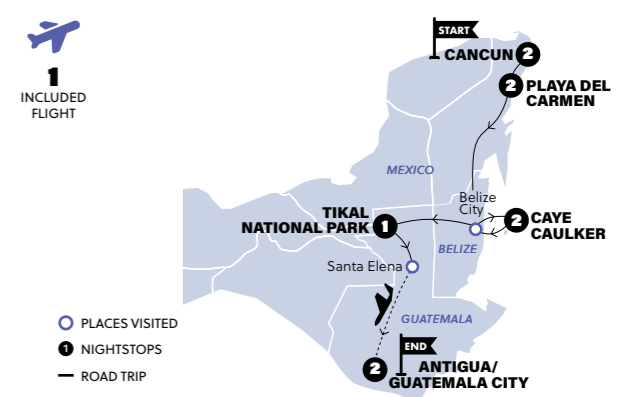 1
INCLUDED
FLIGHT
START
CANCUN 2
2 PLAYA DEL
CARMEN
MEXICO
Belize
City
2 CAYE
CAULKER
TIKAL
NATIONAL PARK 1
BELIZE
Santa Elena
GUATEMALA
PLACES VISITED
1 NIGHTSTOPS
ROAD TRIP
END
2 ANTIGUA/
GUATEMALA CITY